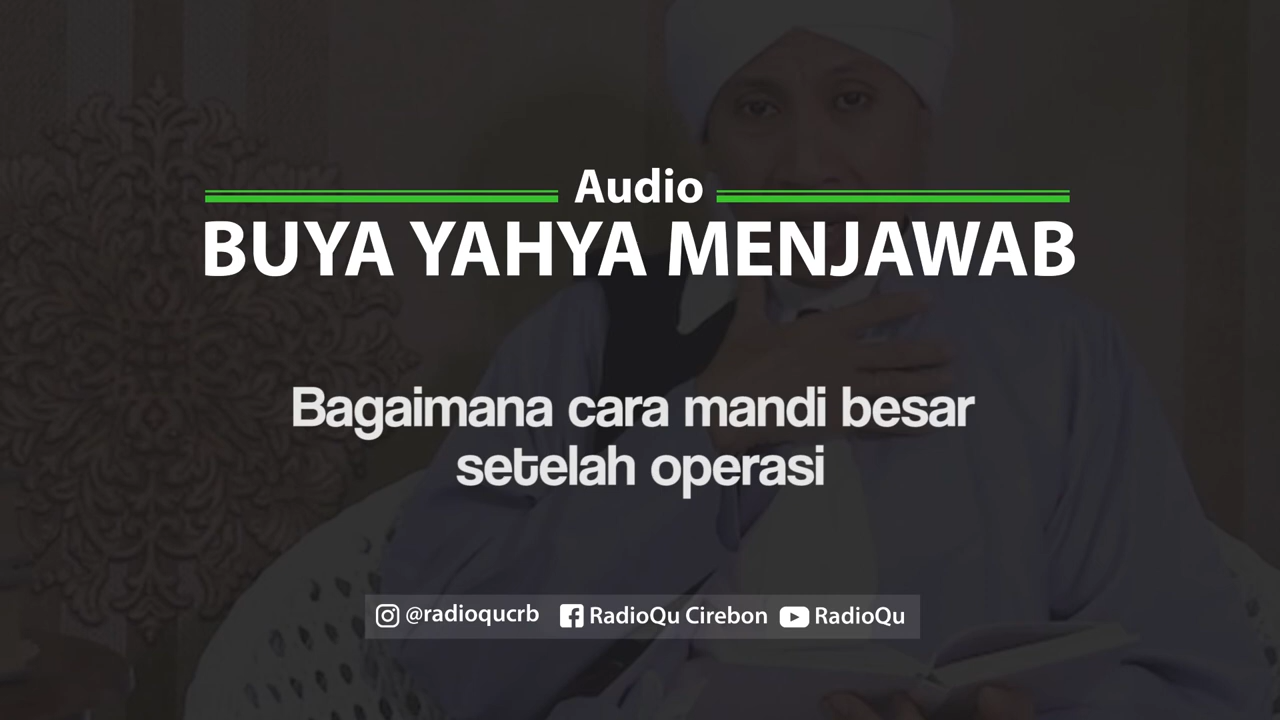 Audio
BUYA YAHYA MENJAWAB
Bagaimana cara mandi besar
setelah operasi
@radioqucrb RadioQu Cirebon RadioQu